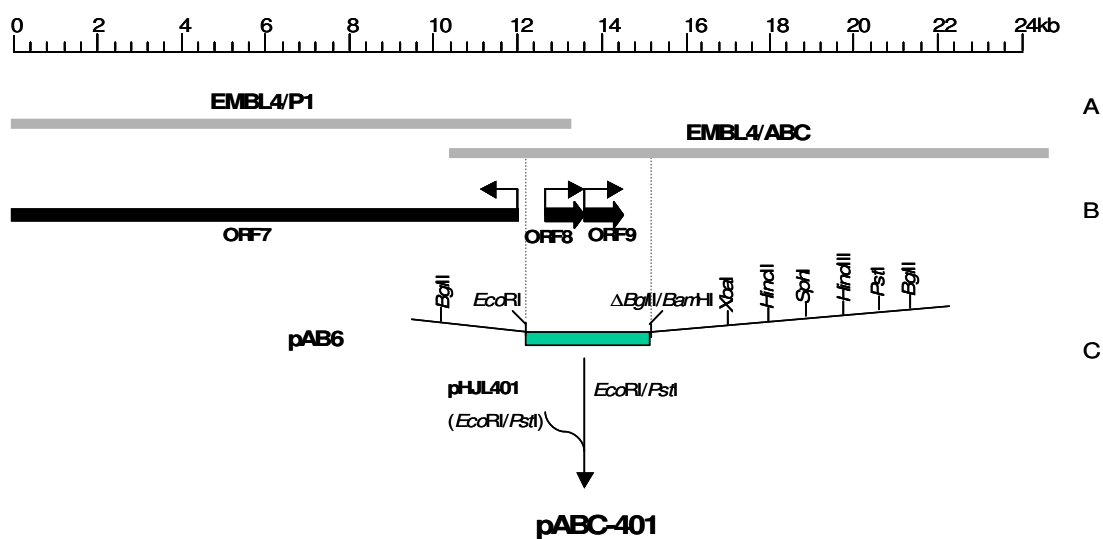 0 2 4 6 8 10 12 14 16 18 20 22 24kb
EMBL4/P1
A
EMBL4/ABC
B
ORF7
ORF8
ORF9
BglII
EcoRI
ΔBglII/BamHI
XbaI
HincII
SphI
HindIII
PstI
BglII
pAB6
C
pHJL401
(EcoRI/PstI)
EcoRI/PstI
pABC-401